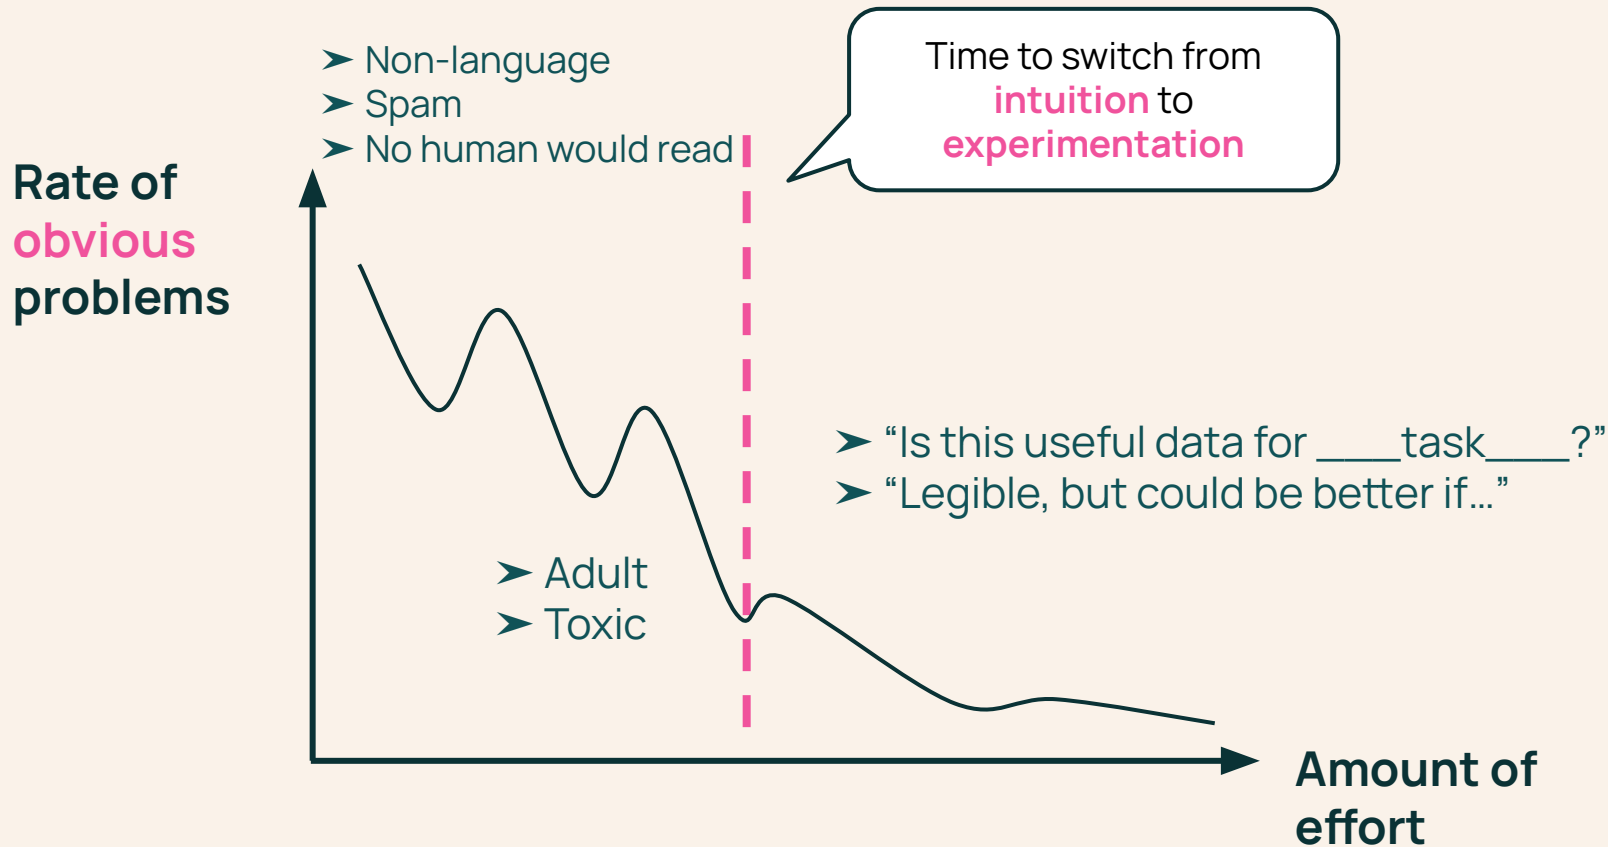 ➤ Non-language
➤ Spam
➤ No human would read
Time to switch from
intuition to
experimentation
Rate of
obvious
problems
➤ “Is this useful data for ___task___?”
➤ “Legible, but could be better if…”
➤ Adult
➤ Toxic
Amount of
effort